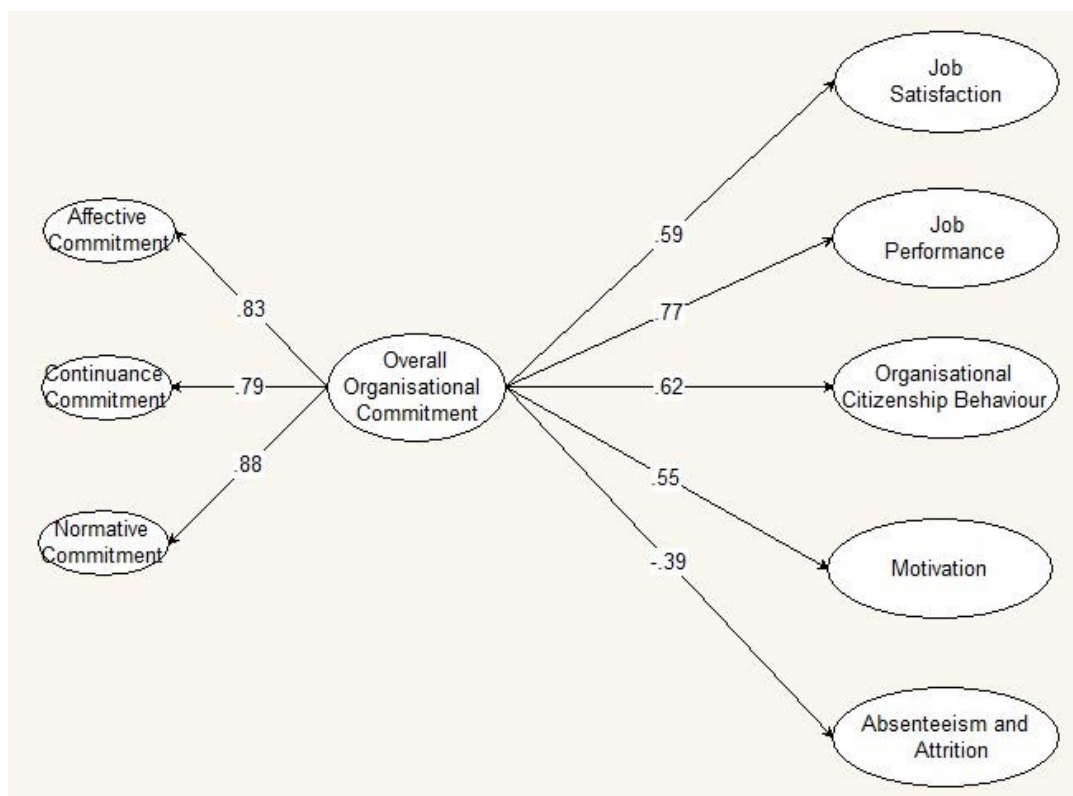 Affective
Commitment
.83
Continuance
Commitment
.79
Normative
Commitment
.88
Overall
Organisational
Commitment
.59
Job
Satisfaction
.77
Job
Performance
.62
Organisational
Citizenship Behaviour
.55
Motivation
-.39
Absenteeism and
Attrition